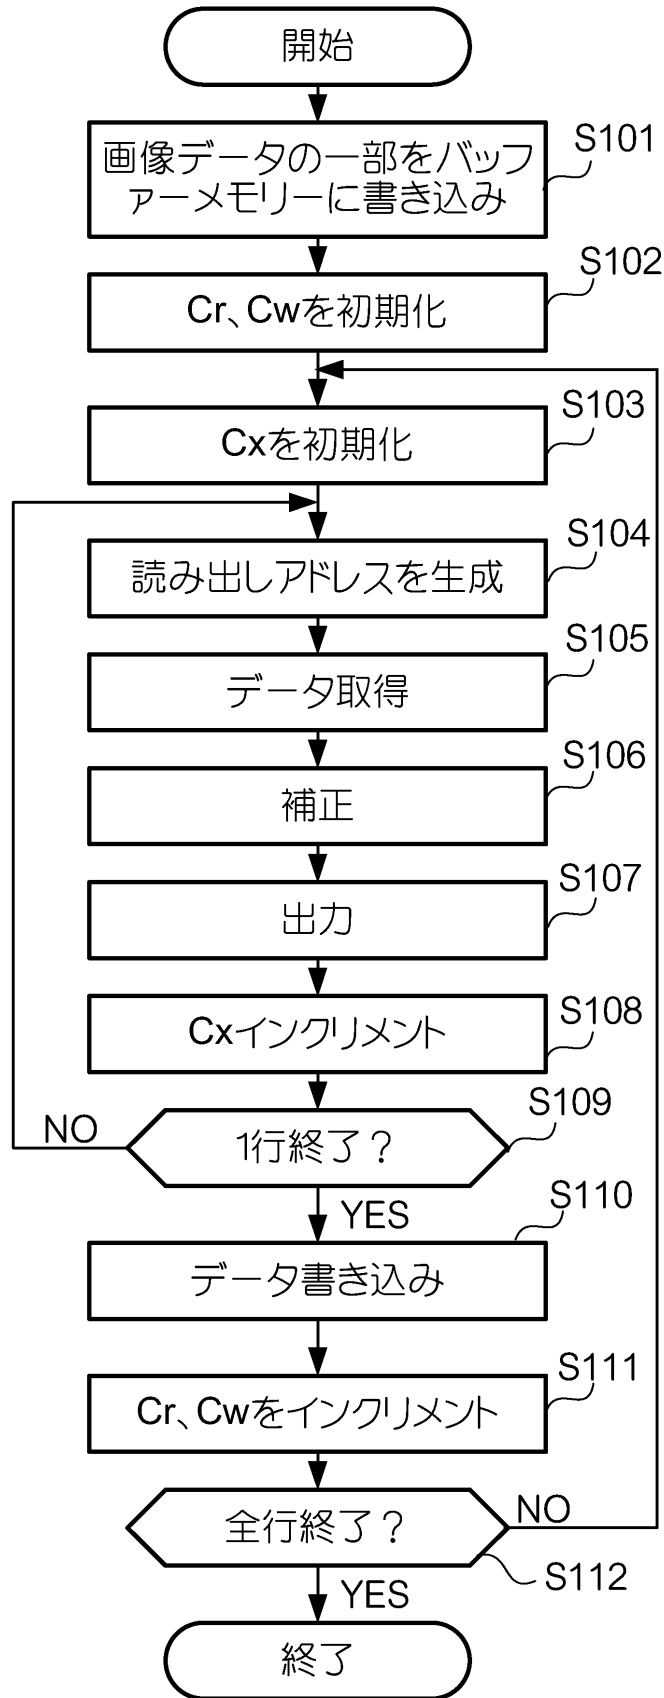 開始
画像データの一部をバッフ
ァーメモリーに書き込み
S101
Cr、Cwを初期化
S102
Cxを初期化
S103
読み出しアドレスを生成
S104
データ取得
S105
補正
S106
出力
S107
Cxインクリメント
S108
1行終了?
S109
NO
YES
データ書き込み
S110
Cr、Cwをインクリメント
S111
全行終了?
NO
S112
YES
終了